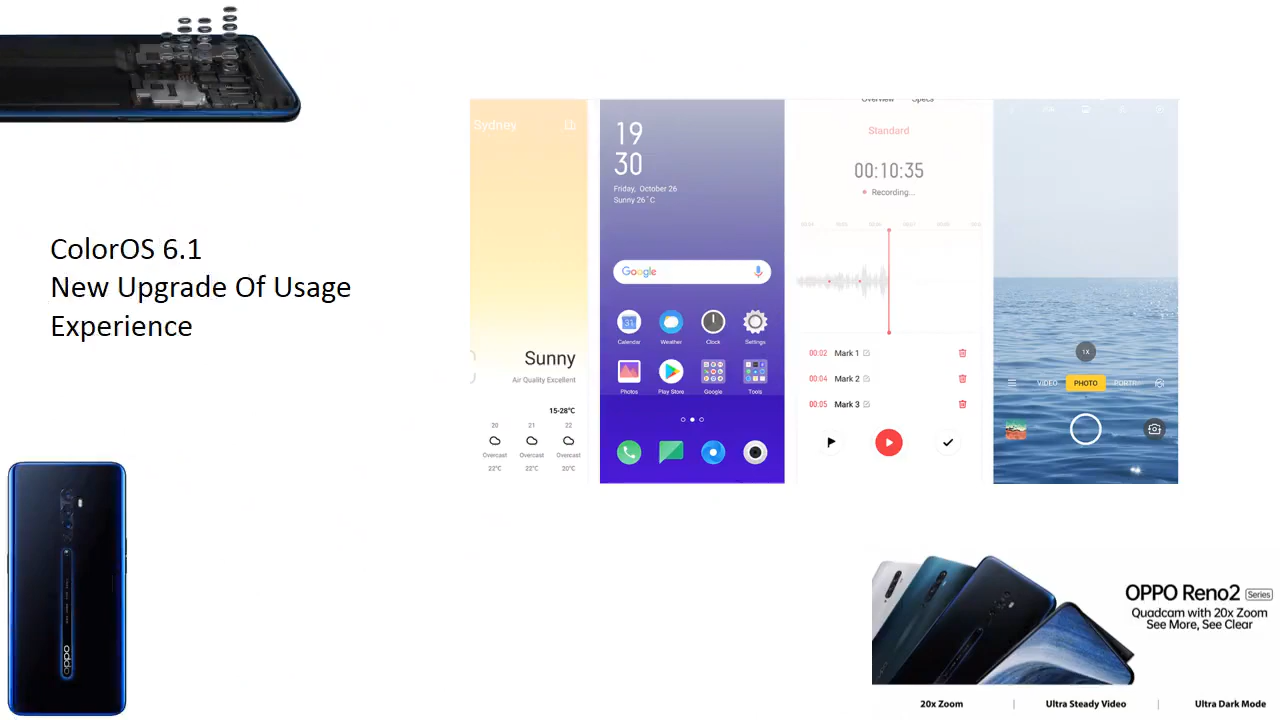 ColorOS 6.1
New Upgrade Of Usage
Experience
Sydney
Sunny
Air Quality Excellent
15-28°C
20 21 22
Overcast Overcast Overcast
22°C 22°C 20°C
19
30
Friday, October 26
Sunny 26°C
Google
31
Calendar Weather Clock Settings
Photos Play Store Google Tools
Overview Specs
Standard
00:10:35
Recording...
00:02 Mark 1
00:04 Mark 2
00:05 Mark 3
1X
VIDEO PHOTO
oppo
OPPO Reno2 Series
Quadcam with 20x Zoom
See More, See Clear
20x Zoom | Ultra Steady Video | Ultra Dark Mode